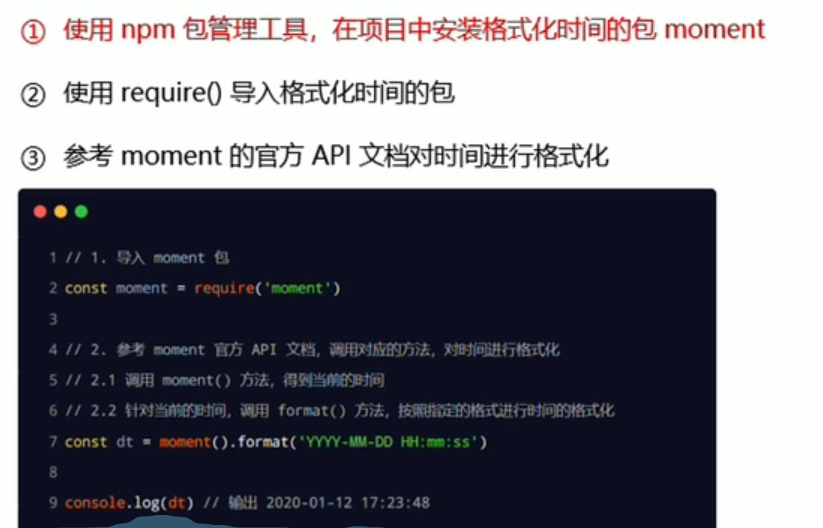 ① 使用 npm 包管理工具，在项目中安装格式化时间的包 moment
② 使用 require() 导入格式化时间的包
③ 参考 moment 的官方 API 文档对时间进行格式化
1 // 1. 导入 moment 包
2 const moment = require('moment')
3
4 // 2. 参考 moment 官方 API 文档，调用对应的方法，对时间进行格式化
5 // 2.1 调用 moment() 方法，得到当前的时间
6 // 2.2 针对当前的时间，调用 format() 方法，按照指定的格式进行时间的格式化
7 const dt = moment().format('YYYY-MM-DD HH:mm:ss')
8
9 console.log(dt) // 输出 2020-01-12 17:23:48